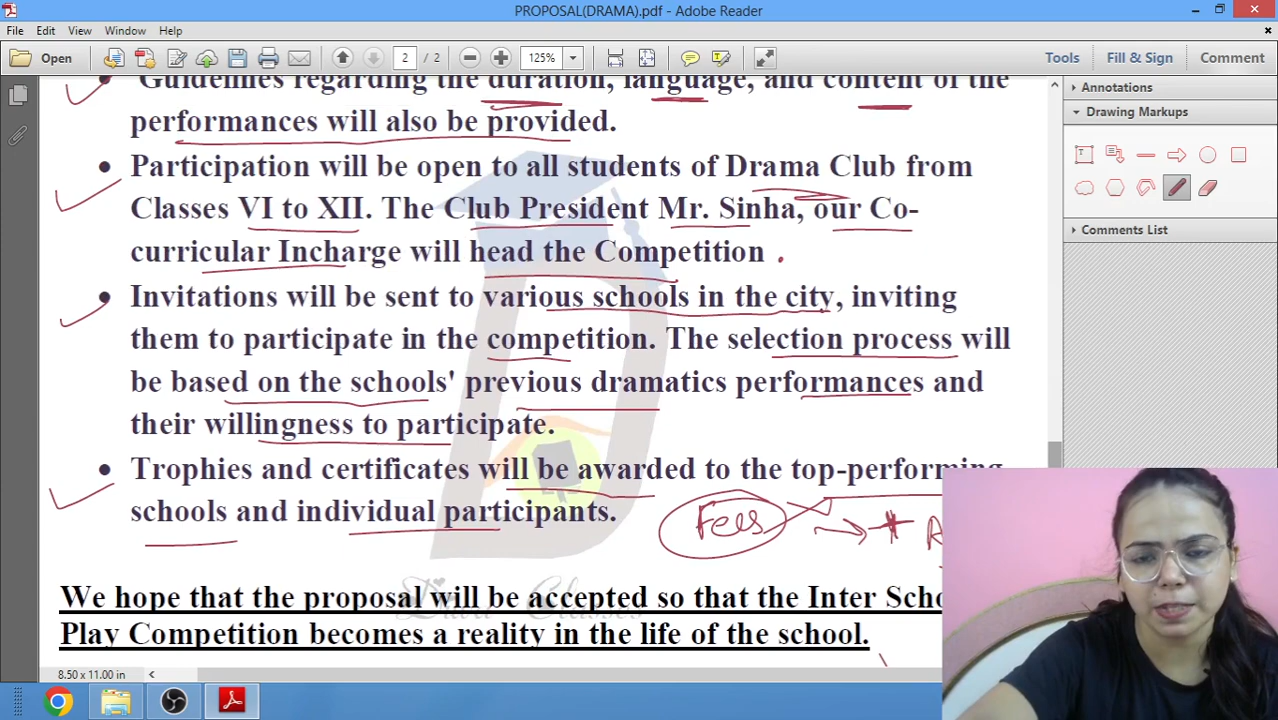 PROPOSAL(DRAMA).pdf - Adobe Reader
File Edit View Window Help
Open 2 / 2 125% Tools Fill & Sign Comment
Guidelines regarding the duration, language, and content of the
performances will also be provided.
• Participation will be open to all students of Drama Club from
Classes VI to XII. The Club President Mr. Sinha, our Co-
curricular Incharge will head the Competition .
• Invitations will be sent to various schools in the city, inviting
them to participate in the competition. The selection process will
be based on the schools' previous dramatics performances and
their willingness to participate.
• Trophies and certificates will be awarded to the top-performing
schools and individual participants.
Fees
We hope that the proposal will be accepted so that the Inter Scho
Play Competition becomes a reality in the life of the school.
8.50 x 11.00 in
Annotations
Drawing Markups
Comments List